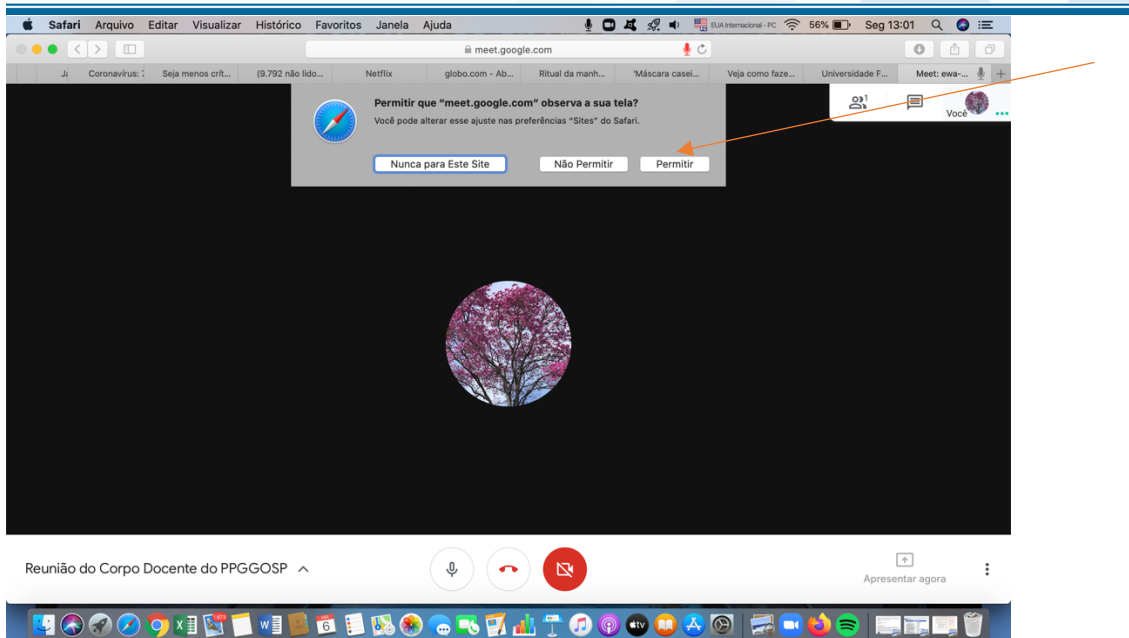 Safari Arquivo Editar Visualizar Histórico Favoritos Janela Ajuda EUA Internacional - PC 56% Seg 13:01
meet.google.com
Coronavírus: Seja menos crít... (9.792 não lido... Netflix globo.com - Ab... Ritual da manh... 'Máscara casei... Veja como faze... Universidade F... Meet: ewa-...
Permitir que “meet.google.com” observa a sua tela?
Você pode alterar esse ajuste nas preferências “Sites” do Safari.
Nunca para Este Site Não Permitir Permitir
1
Você
Reunião do Corpo Docente do PPGGOSP
Apresentar agora
6